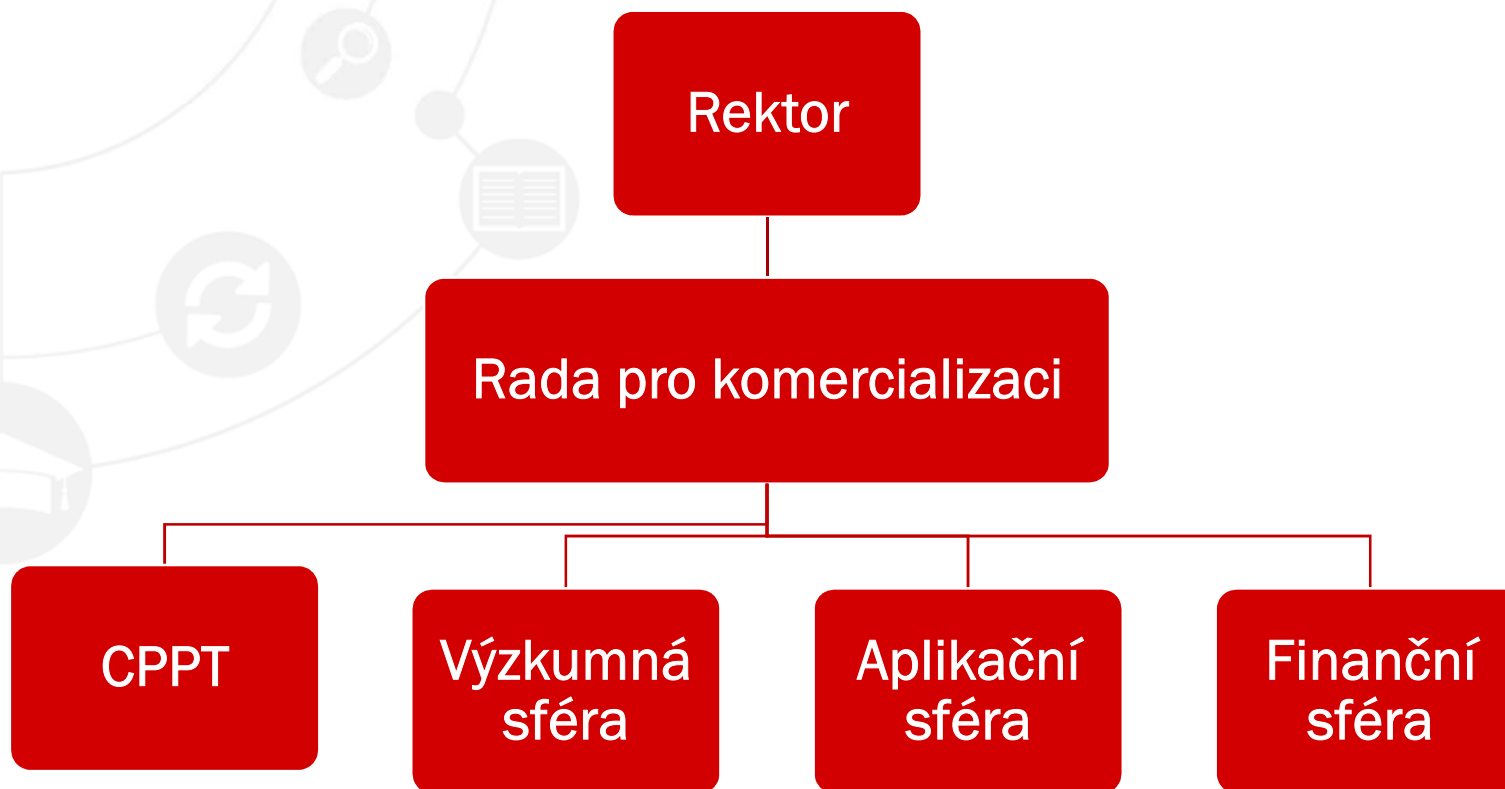 Rektor
Rada pro komercializaci
CPPT
Výzkumná
sféra
Aplikační
sféra
Finanční
sféra